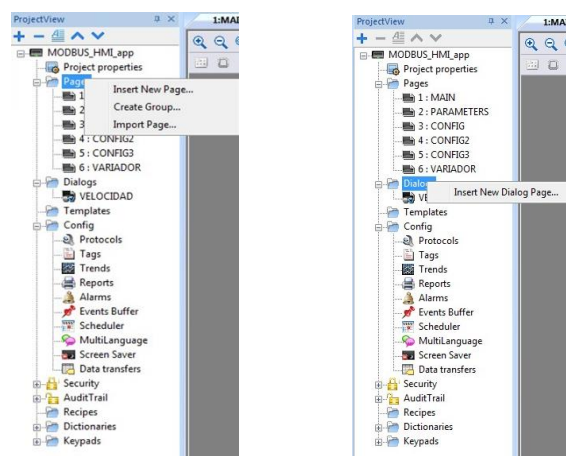 ProjectView
1:MAI
MODBUS_HMI_app
Project properties
Page
Insert New Page...
1
Create Group...
2
Import Page...
3
4 : CONFIG2
5 : CONFIG3
6 : VARIADOR
Dialogs
VELOCIDAD
Templates
Config
Protocols
Tags
Trends
Reports
Alarms
Events Buffer
Scheduler
MultiLanguage
Screen Saver
Data transfers
Security
AuditTrail
Recipes
Dictionaries
Keypads
ProjectView
1:MA
MODBUS_HMI_app
Project properties
Pages
1 : MAIN
2 : PARAMETERS
3 : CONFIG
4 : CONFIG2
5 : CONFIG3
6 : VARIADOR
Dialo
Insert New Dialog Page...
VE
Templates
Config
Protocols
Tags
Trends
Reports
Alarms
Events Buffer
Scheduler
MultiLanguage
Screen Saver
Data transfers
Security
AuditTrail
Recipes
Dictionaries
Keypads